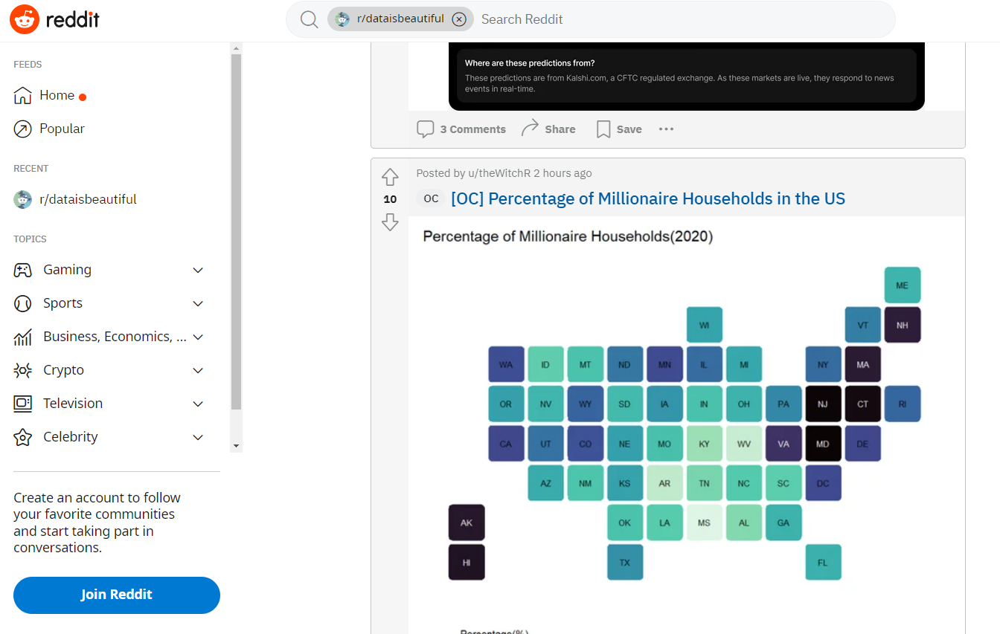 reddit
r/dataisbeautiful
Search Reddit
FEEDS
Home
Popular
RECENT
r/dataisbeautiful
TOPICS
Gaming
Sports
Business, Economics, ...
Crypto
Television
Celebrity
Create an account to follow
your favorite communities
and start taking part in
conversations.
Join Reddit
Where are these predictions from?
These predictions are from Kalshi.com, a CFTC regulated exchange. As these markets are live, they respond to news
events in real-time.
3 Comments Share Save
Posted by u/theWitchR 2 hours ago
10
OC [OC] Percentage of Millionaire Households in the US
Percentage of Millionaire Households(2020)
ME
WI VT NH
WA ID MT ND MN IL MI NY MA
OR NV WY SD IA IN OH PA NJ CT RI
CA UT CO NE MO KY WV VA MD DE
AZ NM KS AR TN NC SC DC
AK OK LA MS AL GA
HI TX FL
Percentage(%)